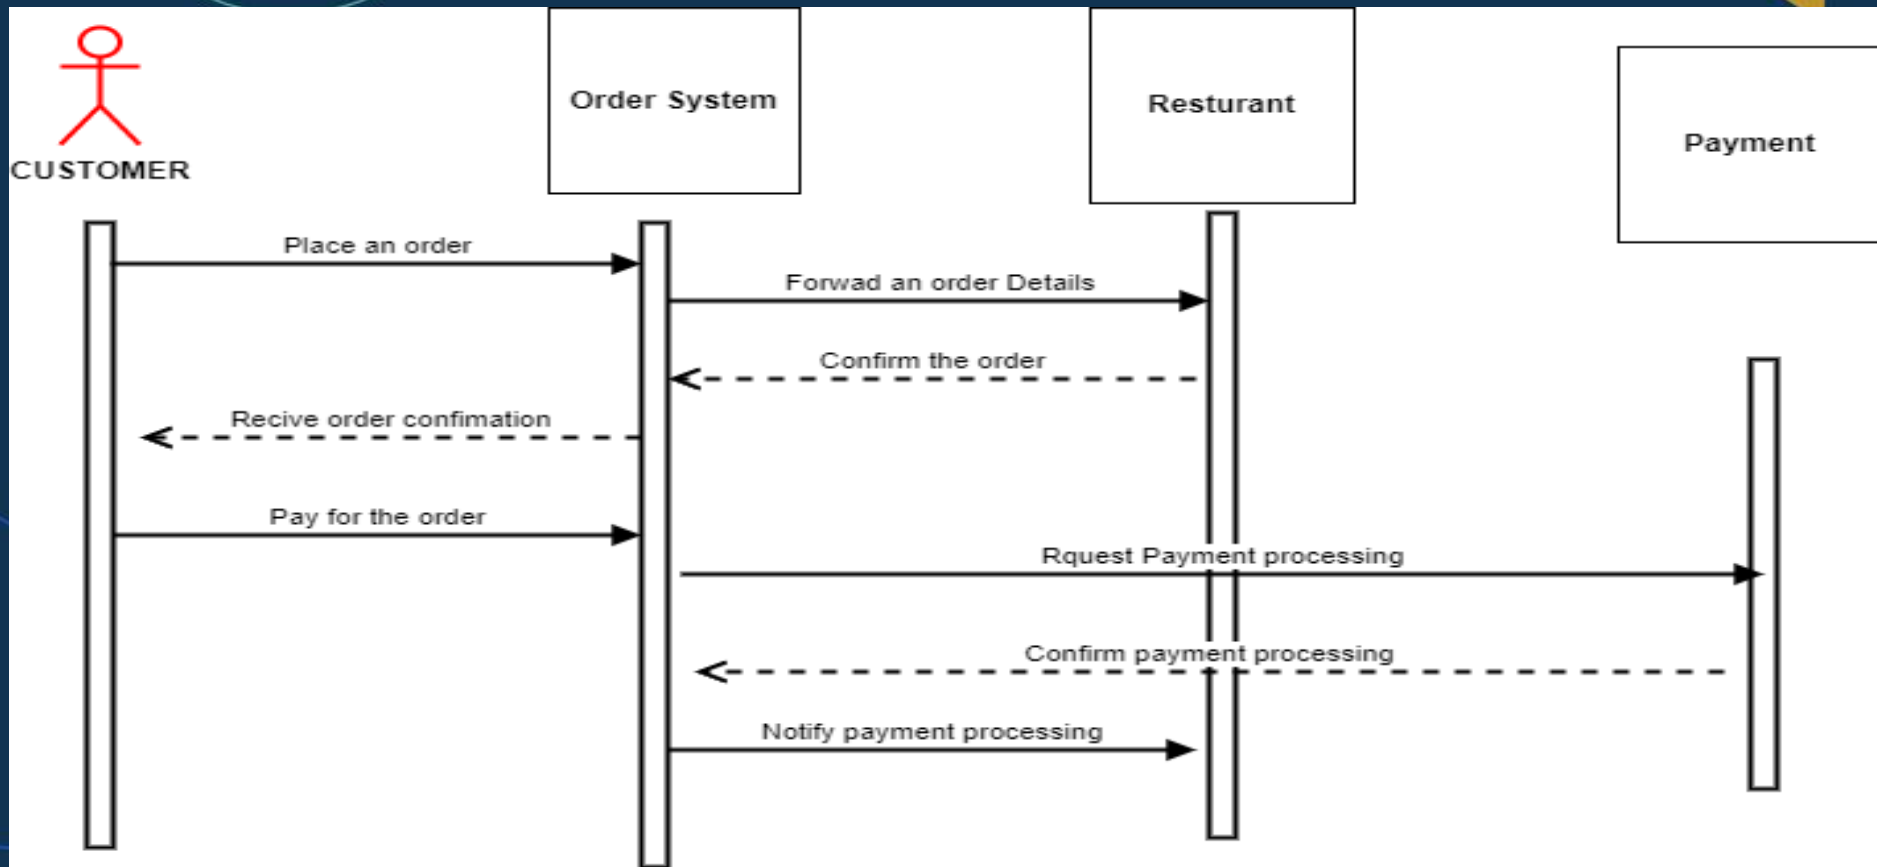 Order System
Resturant
Payment
CUSTOMER
Place an order
Forwad an order Details
Confirm the order
Recive order confimation
Pay for the order
Rquest Payment processing
Confirm payment processing
Notify payment processing